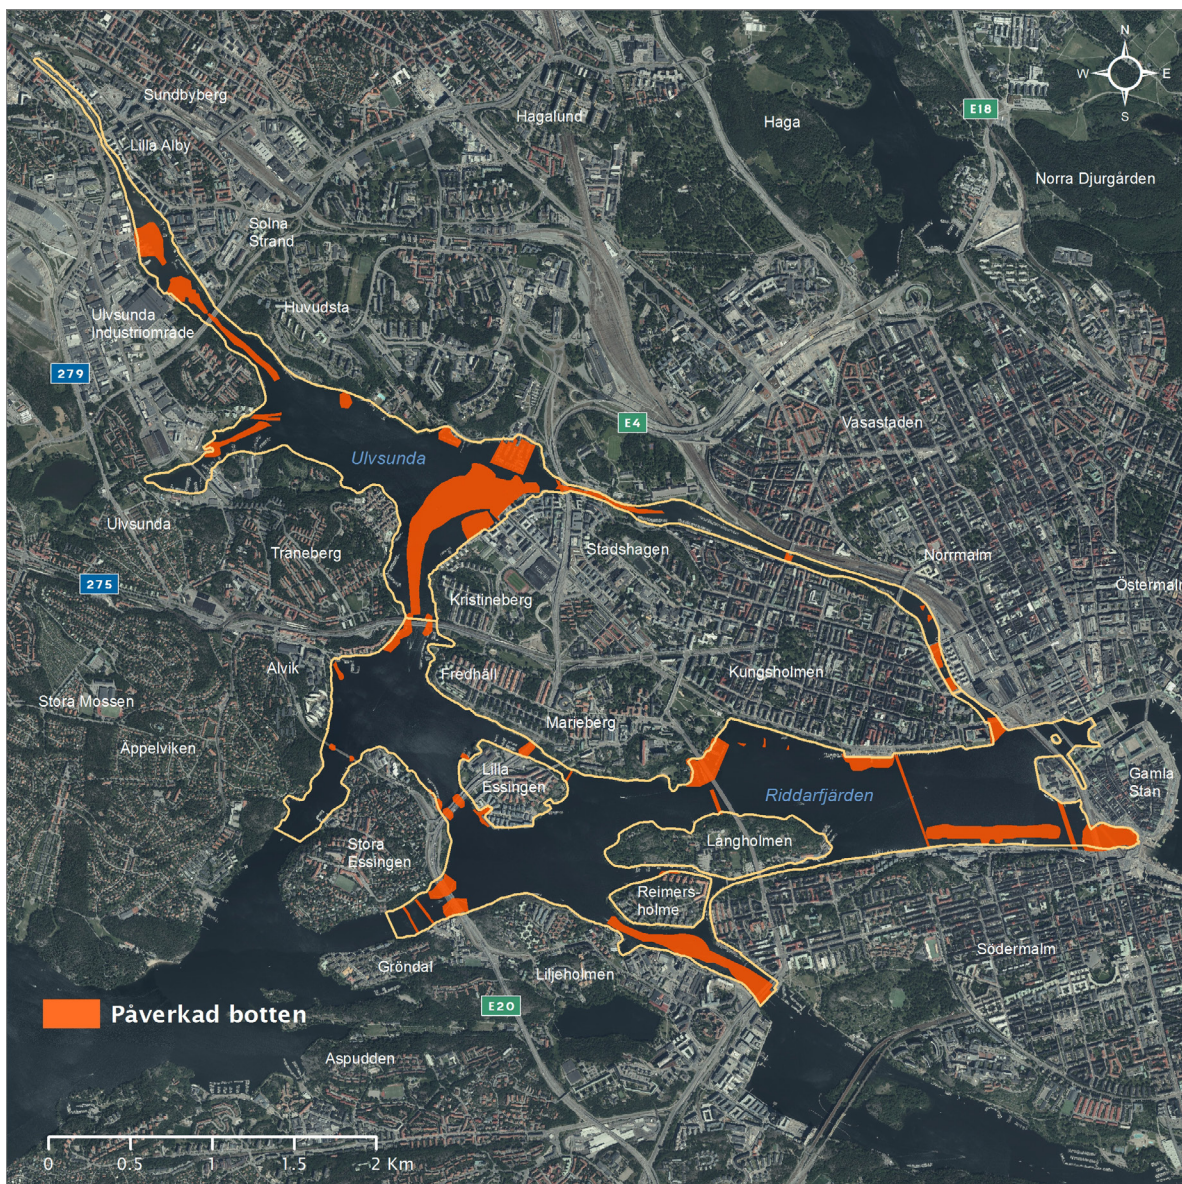 N
W
E
S
Sundbyberg
Hagalund
E18
Haga
Lilla Alby
Norra Djurgården
Solna
Strand
Huvudsta
Ulvsunda
Industriområde
279
E4
Vasastaden
Ulvsunda
Ulvsunda
Traneberg
Stadshagen
Norrmalm
275
Östermalm
Kristineberg
Alvik
Fredhäll
Kungsholmen
Stora Mossen
Marieberg
Äppelviken
Lilla
Essingen
Gamla
Stan
Riddarfjärden
Stora
Essingen
Långholmen
Reimers-
holme
Södermalm
Gröndal
Liljeholmen
E20
Påverkad botten
Aspudden
0 0.5 1 1.5 2 Km